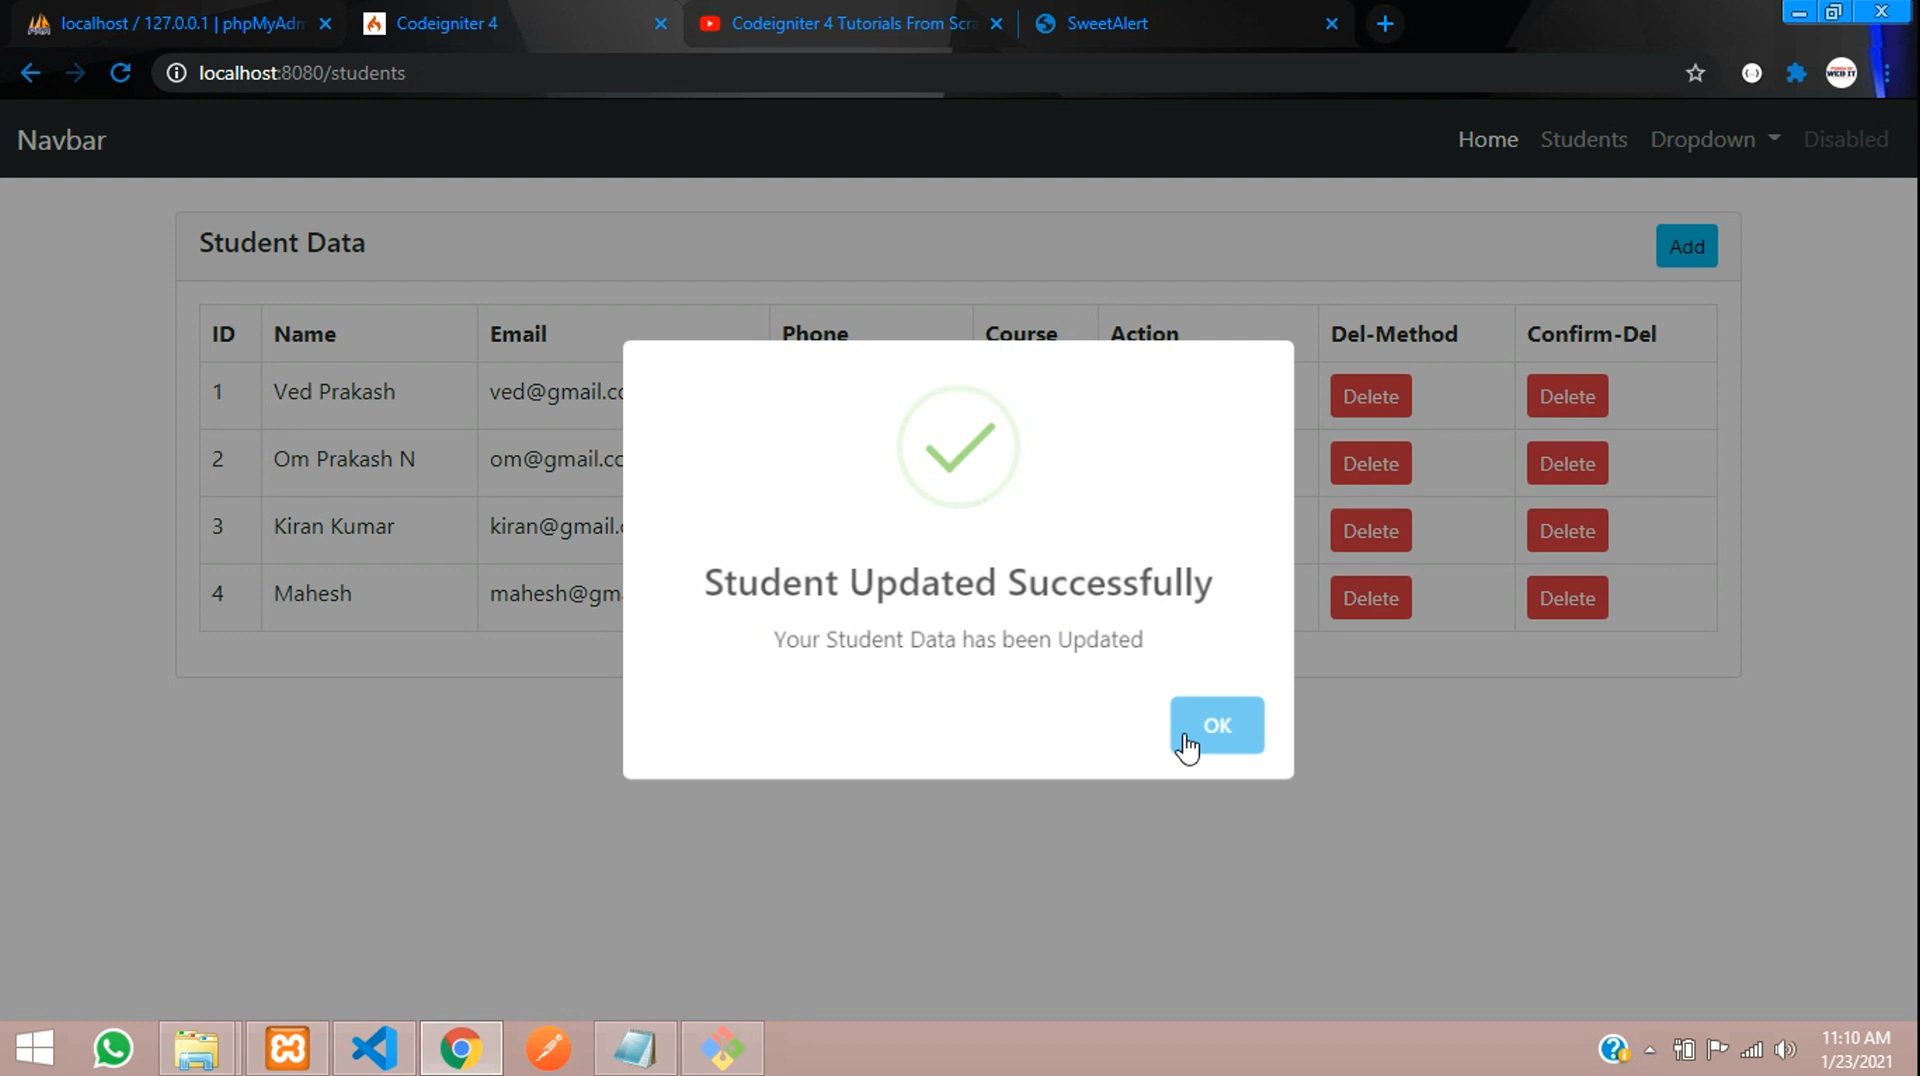 localhost / 127.0.0.1 | phpMyAdm
Codeigniter 4
Codeigniter 4 Tutorials From Scra
SweetAlert
localhost:8080/students
Navbar
Home Students Dropdown Disabled
Student Data
Add
ID Name Email Phone Course Action Del-Method Confirm-Del
1 Ved Prakash ved@gmail.co Delete Delete
2 Om Prakash N om@gmail.cc Delete Delete
3 Kiran Kumar kiran@gmail. Delete Delete
4 Mahesh mahesh@gm Delete Delete
Student Updated Successfully
Your Student Data has been Updated
OK
11:10 AM
1/23/2021